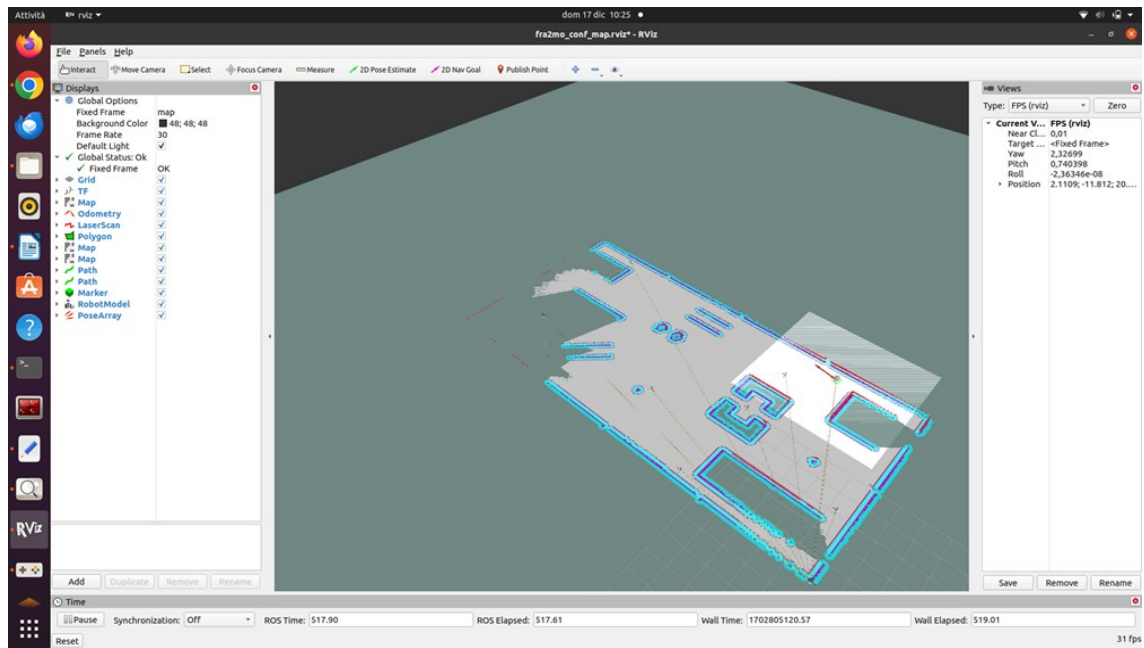 Attività
rviz
dom 17 dic 10:25
fra2mo_conf_map.rviz* - RViz
File Panels Help
Interact Move Camera Select Focus Camera Measure 2D Pose Estimate 2D Nav Goal Publish Point
Displays
Global Options
Fixed Frame map
Background Color 48; 48; 48
Frame Rate 30
Default Light ✓
✓ Global Status: Ok
✓ Fixed Frame OK
Grid ✓
TF ✓
Map ✓
Odometry ✓
LaserScan ✓
Polygon ✓
Map ✓
Map ✓
Path ✓
Path ✓
Marker ✓
RobotModel ✓
PoseArray ✓
Add Duplicate Remove Rename
Views
Type: FPS (rviz) Zero
Current V... FPS (rviz)
Near Cl... 0,01
Target ... <Fixed Frame>
Yaw 2,32699
Pitch 0,740398
Roll -2,36346e-08
Position 2.1109; -11.812; 20....
Save Remove Rename
Time
Pause Synchronization: Off ROS Time: 517.90 ROS Elapsed: 517.61 Wall Time: 1702805120.57 Wall Elapsed: 519.01
Reset 31 fps
RViz